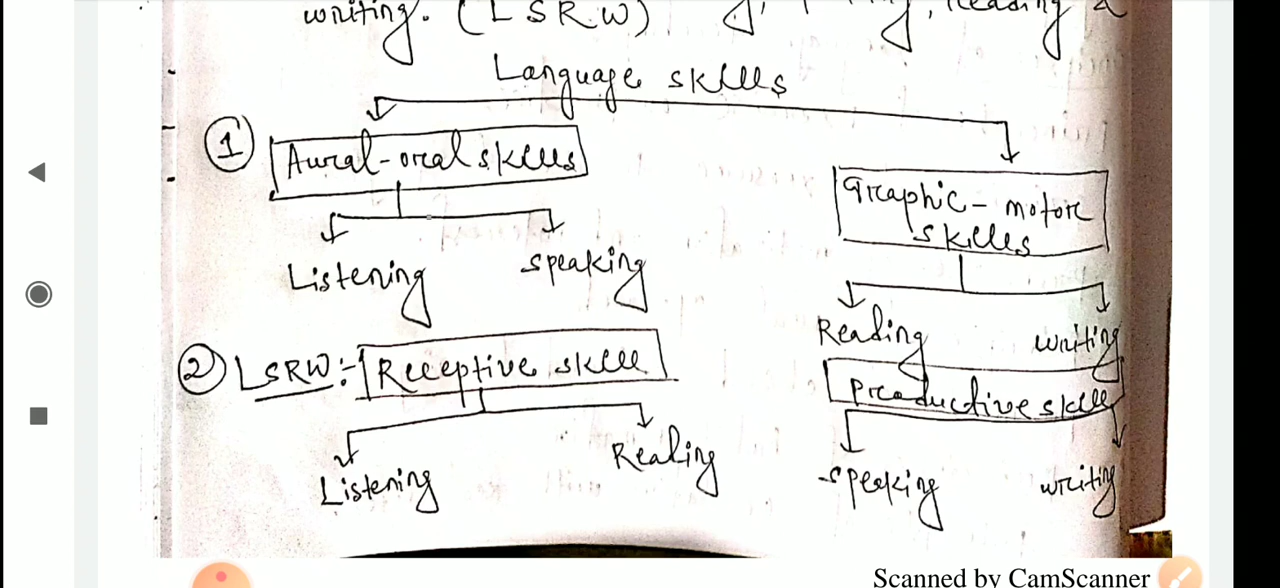 writing. (LSRW) reading &
Language skills
① Aural-oral skills
Graphic - motor
skills
Listening speaking
Reading writing
② LSRW:- Receptive skill
Productive skill
Listening Reading
speaking writing
Scanned by CamScanner